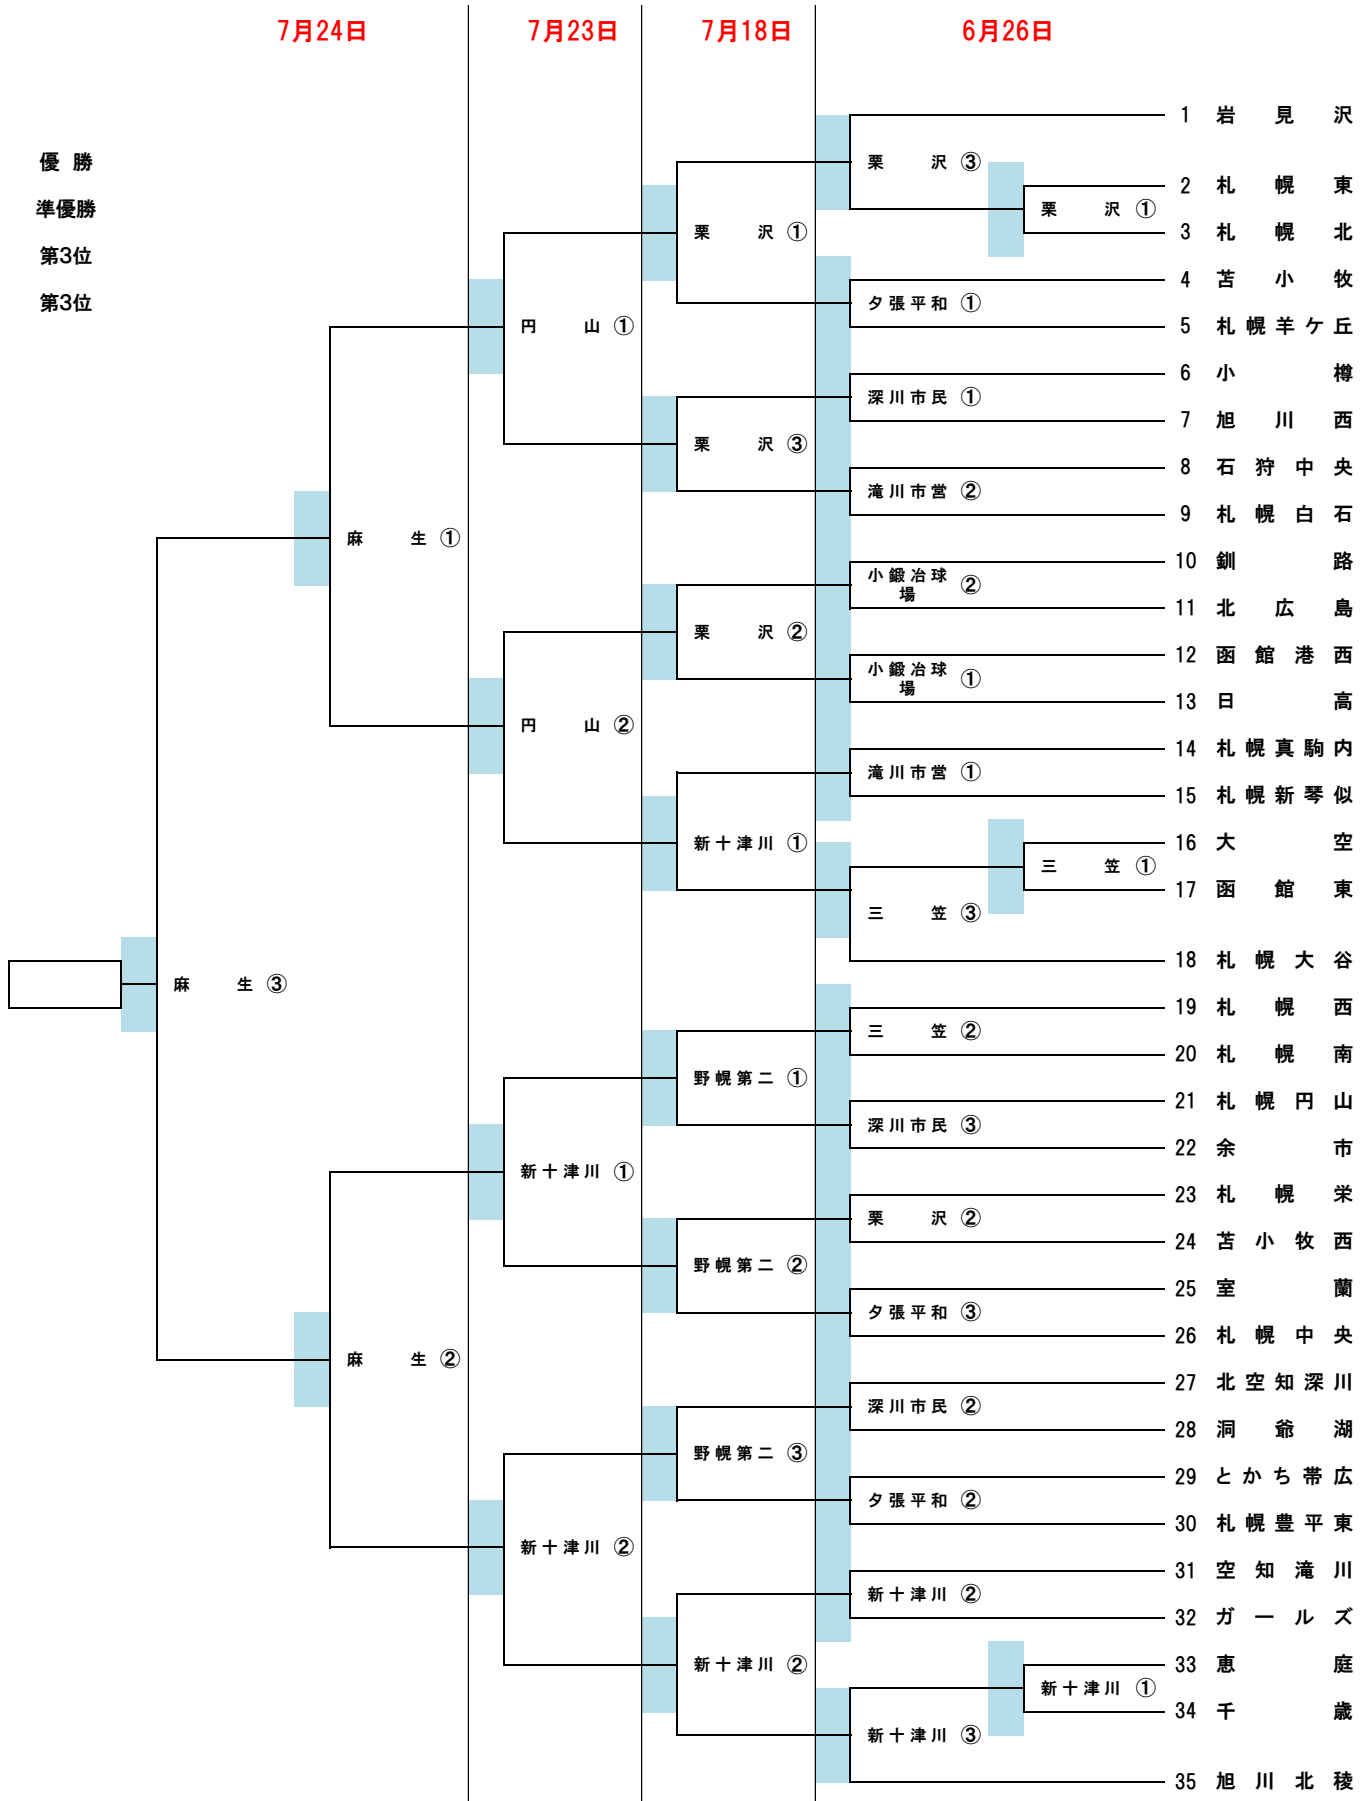 7月24日 7月23日 7月18日 6月26日
優勝
準優勝
第3位
第3位
1 岩見沢
栗沢 ③
2 札幌東
栗沢 ①
3 札幌北
栗沢 ①
4 苫小牧
夕張平和 ①
5 札幌羊ケ丘
円山 ①
6 小樽
深川市民 ①
7 旭川西
栗沢 ③
8 石狩中央
滝川市営 ②
9 札幌白石
麻生 ①
10 釧路
小鍛冶球
場 ②
11 北広島
栗沢 ②
12 函館港西
小鍛冶球
場 ①
13 日高
円山 ②
14 札幌真駒内
滝川市営 ①
15 札幌新琴似
新十津川 ①
16 大空
三笠 ①
17 函館東
三笠 ③
18 札幌大谷
麻生 ③
19 札幌西
三笠 ②
20 札幌南
野幌第二 ①
21 札幌円山
深川市民 ③
22 余市
新十津川 ①
23 札幌栄
栗沢 ②
24 苫小牧西
野幌第二 ②
25 室蘭
夕張平和 ③
26 札幌中央
麻生 ②
27 北空知深川
深川市民 ②
28 洞爺湖
野幌第二 ③
29 とかち帯広
夕張平和 ②
30 札幌豊平東
新十津川 ②
31 空知滝川
新十津川 ②
32 ガールズ
新十津川 ②
33 恵庭
新十津川 ①
34 千歳
新十津川 ③
35 旭川北稜